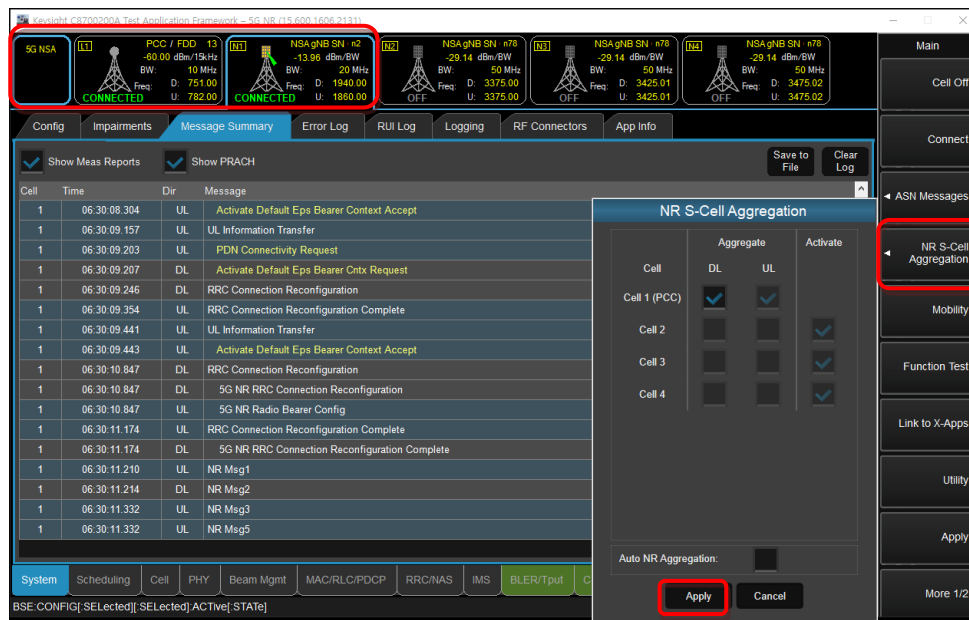 Keysight C8700200A Test Application Framework – 5G NR (15.600.1606.2131)
5G NSA
L1
PCC / FDD 13
-60.00 dBm/15kHz
BW: 10 MHz
Freq: D: 751.00
U: 782.00
CONNECTED
N1
NSA gNB SN · n2
-13.96 dBm/BW
BW: 20 MHz
Freq: D: 1940.00
U: 1860.00
CONNECTED
N2
NSA gNB SN · n78
-29.14 dBm/BW
BW: 50 MHz
Freq: D: 3375.00
U: 3375.00
OFF
N3
NSA gNB SN · n78
-29.14 dBm/BW
BW: 50 MHz
Freq: D: 3425.01
U: 3425.01
OFF
N4
NSA gNB SN · n78
-29.14 dBm/BW
BW: 50 MHz
Freq: D: 3475.02
U: 3475.02
OFF
Config Impairments Message Summary Error Log RUI Log Logging RF Connectors App Info
Show Meas Reports Show PRACH
Save to File
Clear Log
Cell Time Dir Message
1 06:30:08.304 UL Activate Default Eps Bearer Context Accept
1 06:30:09.157 UL UL Information Transfer
1 06:30:09.203 UL PDN Connectivity Request
1 06:30:09.207 DL Activate Default Eps Bearer Cntx Request
1 06:30:09.246 DL RRC Connection Reconfiguration
1 06:30:09.354 UL RRC Connection Reconfiguration Complete
1 06:30:09.441 UL UL Information Transfer
1 06:30:09.443 UL Activate Default Eps Bearer Context Accept
1 06:30:10.847 DL RRC Connection Reconfiguration
1 06:30:10.847 DL 5G NR RRC Connection Reconfiguration
1 06:30:10.847 UL 5G NR Radio Bearer Config
1 06:30:11.174 UL RRC Connection Reconfiguration Complete
1 06:30:11.174 DL 5G NR RRC Connection Reconfiguration Complete
1 06:30:11.210 UL NR Msg1
1 06:30:11.214 DL NR Msg2
1 06:30:11.332 UL NR Msg3
1 06:30:11.332 UL NR Msg5
NR S-Cell Aggregation
Aggregate Activate
Cell DL UL
Cell 1 (PCC)
Cell 2
Cell 3
Cell 4
Auto NR Aggregation:
Apply Cancel
System Scheduling Cell PHY Beam Mgmt MAC/RLC/PDCP RRC/NAS IMS BLER/Tput C
BSE:CONFIG[:SELected][:SELected]:ACTive[:STATe]
Main
Cell Off
Connect
ASN Messages
NR S-Cell
Aggregation
Mobility
Function Test
Link to X-Apps
Utility
Apply
More 1/2